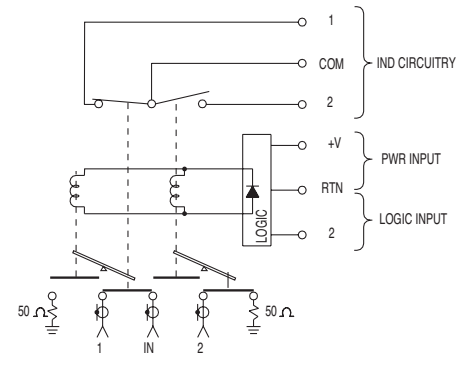 1
COM
IND CIRCUITRY
2
+V
PWR INPUT
RTN
LOGIC
LOGIC INPUT
2
50 Ω
50 Ω
1
IN
2